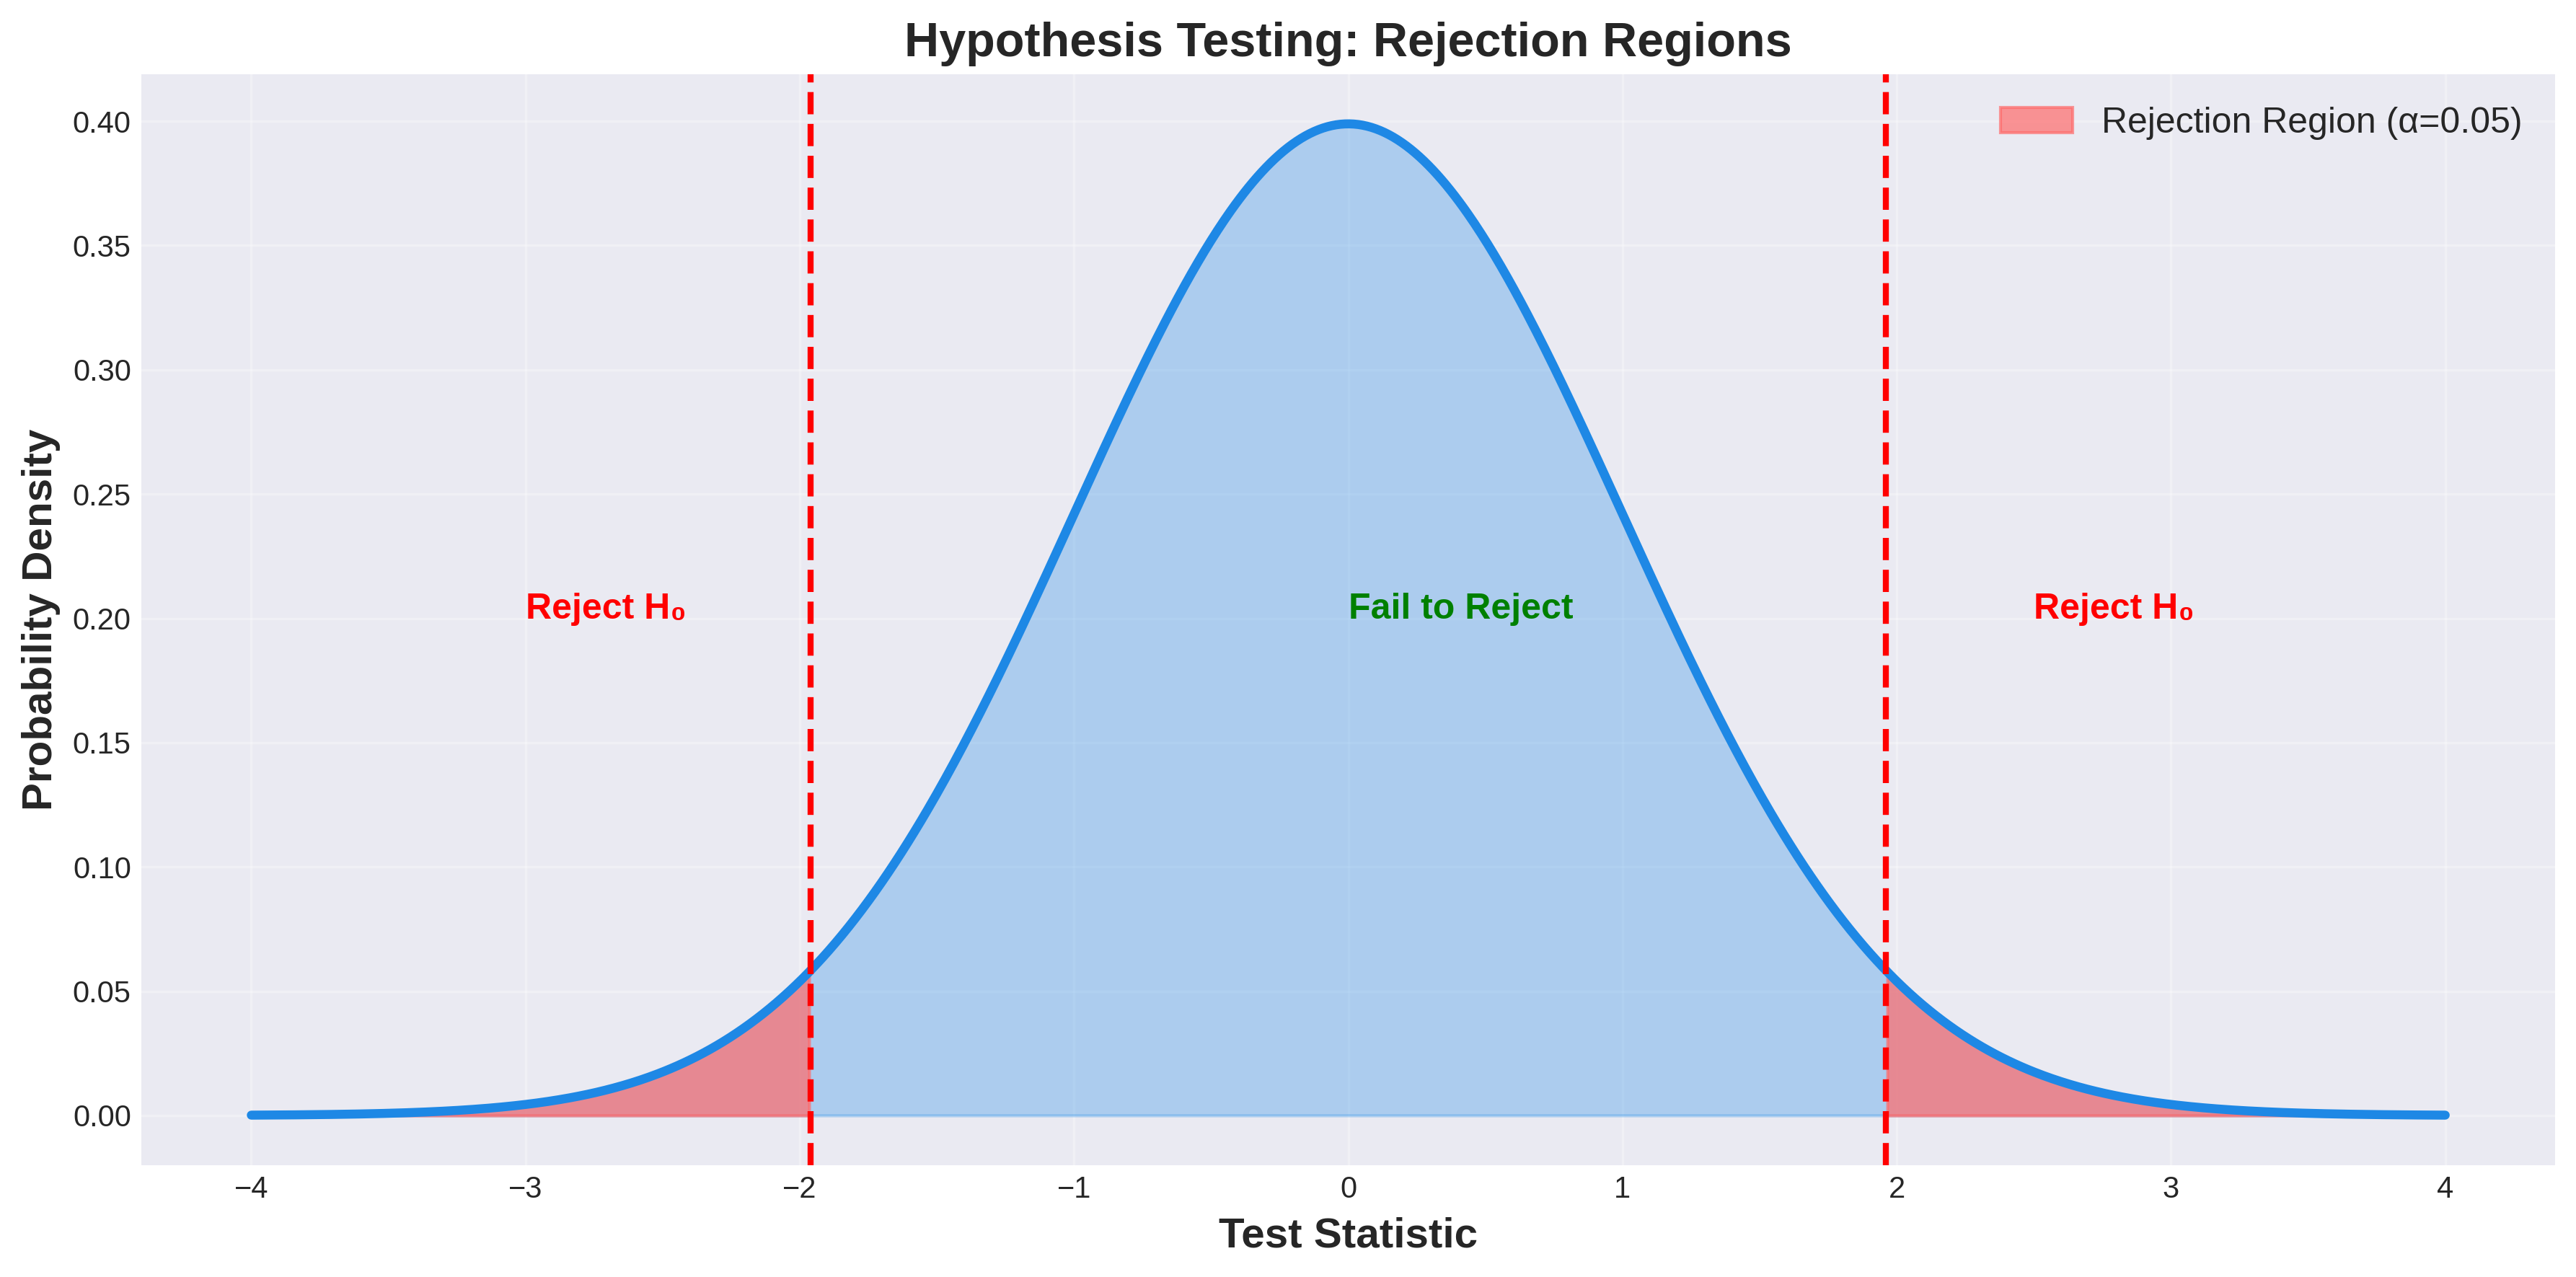 Hypothesis Testing: Rejection Regions
Rejection Region (α=0.05)
0.40
0.35
0.30
0.25
0.20
0.15
0.10
0.05
0.00
Probability Density
Reject H₀
Fail to Reject
Reject H₀
−4
−3
−2
−1
0
1
2
3
4
Test Statistic